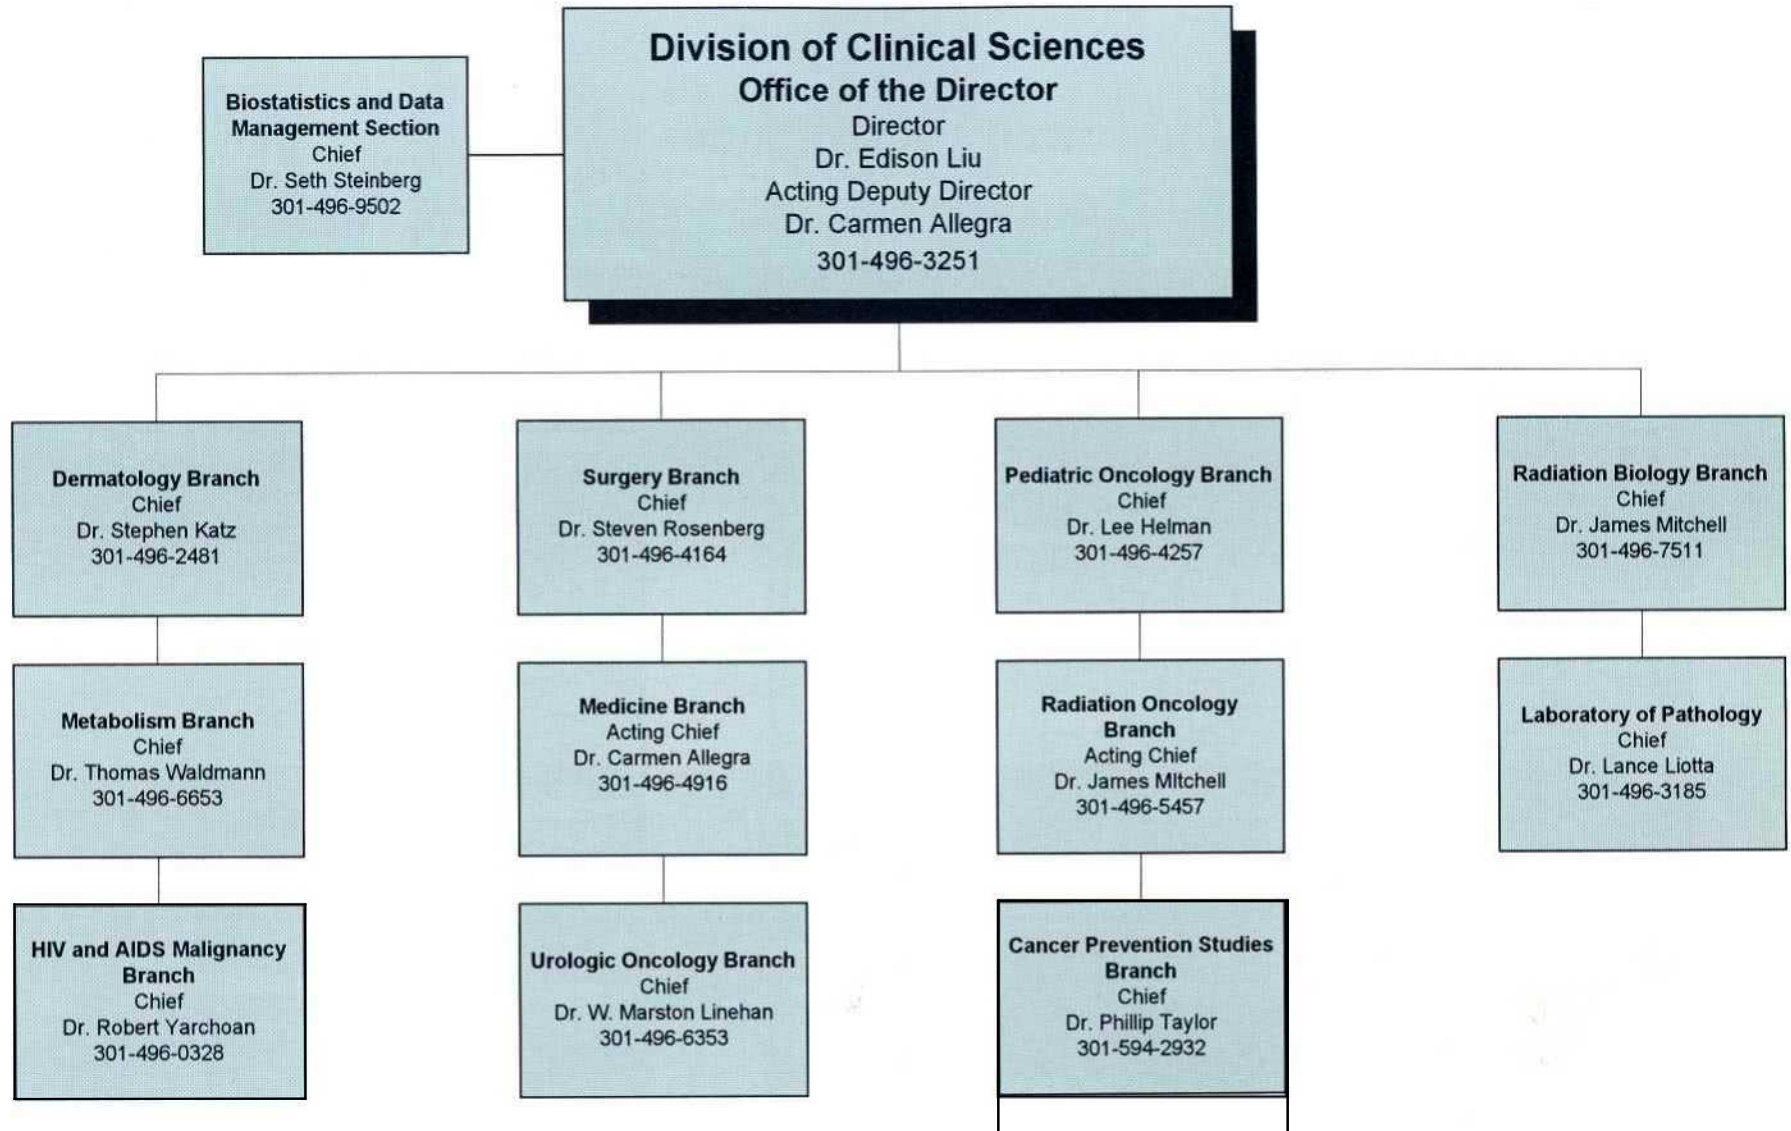 Division of Clinical Sciences
Office of the Director
Director
Dr. Edison Liu
Acting Deputy Director
Dr. Carmen Allegra
301-496-3251
Biostatistics and Data
Management Section
Chief
Dr. Seth Steinberg
301-496-9502
Dermatology Branch
Chief
Dr. Stephen Katz
301-496-2481
Surgery Branch
Chief
Dr. Steven Rosenberg
301-496-4164
Pediatric Oncology Branch
Chief
Dr. Lee Helman
301-496-4257
Radiation Biology Branch
Chief
Dr. James Mitchell
301-496-7511
Metabolism Branch
Chief
Dr. Thomas Waldmann
301-496-6653
Medicine Branch
Acting Chief
Dr. Carmen Allegra
301-496-4916
Radiation Oncology
Branch
Acting Chief
Dr. James MItchell
301-496-5457
Laboratory of Pathology
Chief
Dr. Lance Liotta
301-496-3185
HIV and AIDS Malignancy
Branch
Chief
Dr. Robert Yarchoan
301-496-0328
Urologic Oncology Branch
Chief
Dr. W. Marston Linehan
301-496-6353
Cancer Prevention Studies
Branch
Chief
Dr. Phillip Taylor
301-594-2932